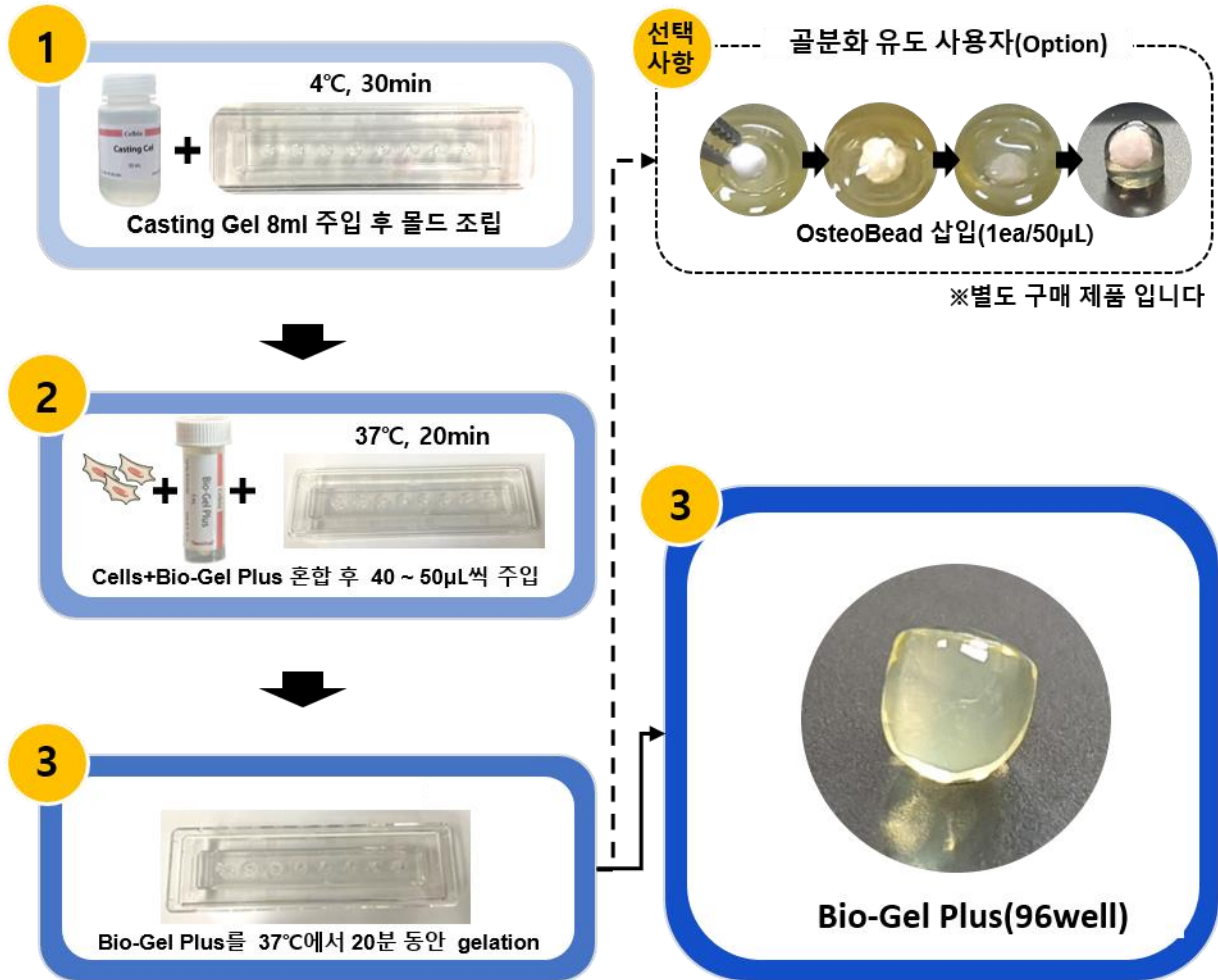 1
4℃, 30min
Cellvio
Casting Gel
+
Casting Gel 8ml 주입 후 몰드 조립
선택
사항
골분화 유도 사용자(Option)
OsteoBead 삽입(1ea/50µL)
※별도 구매 제품 입니다
2
37℃, 20min
+
Bio-Gel Plus
+
Cells+Bio-Gel Plus 혼합 후 40 ~ 50µL씩 주입
3
Bio-Gel Plus를 37℃에서 20분 동안 gelation
3
Bio-Gel Plus(96well)